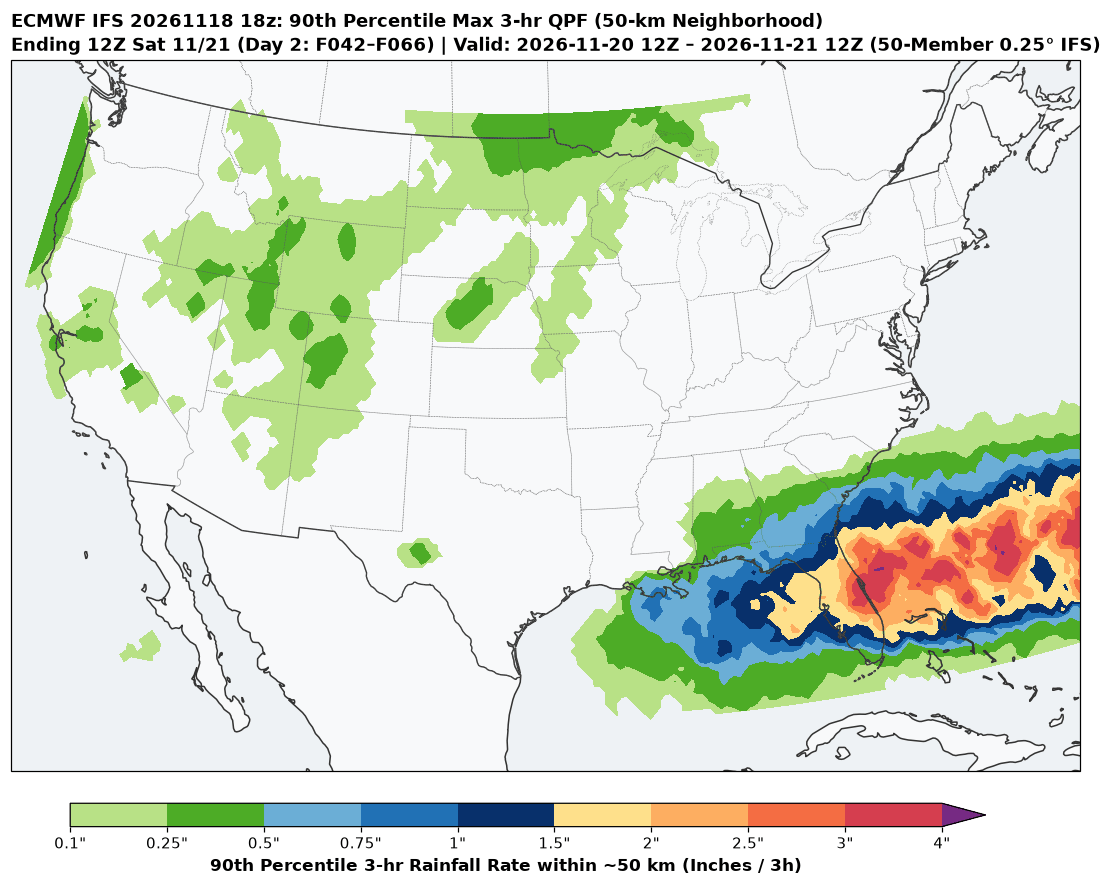 ECMWF IFS 20261118 18z: 90th Percentile Max 3-hr QPF (50-km Neighborhood)
Ending 12Z Sat 11/21 (Day 2: F042–F066) | Valid: 2026-11-20 12Z – 2026-11-21 12Z (50-Member 0.25° IFS)
0.1" 0.25" 0.5" 0.75" 1" 1.5" 2" 2.5" 3" 4"
90th Percentile 3-hr Rainfall Rate within ~50 km (Inches / 3h)